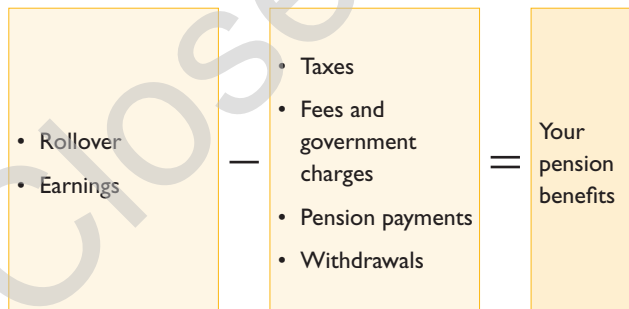 • Rollover
• Earnings
−
• Taxes
• Fees and
government
charges
• Pension payments
• Withdrawals
=
Your
pension
benefits
Close